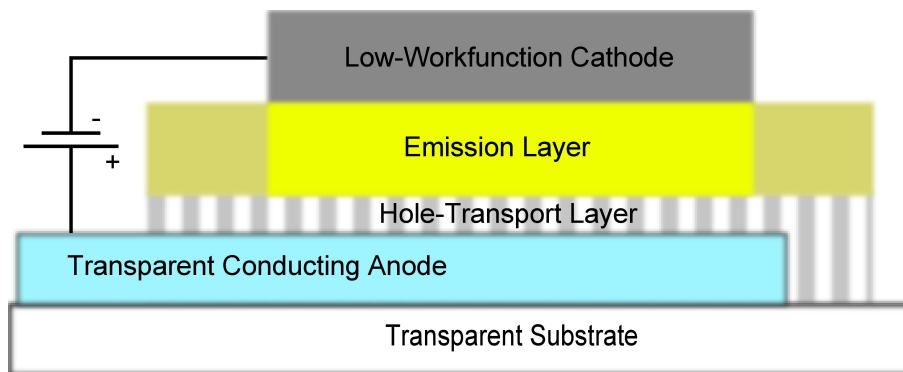 Low-Workfunction Cathode
-
+
Emission Layer
Hole-Transport Layer
Transparent Conducting Anode
Transparent Substrate